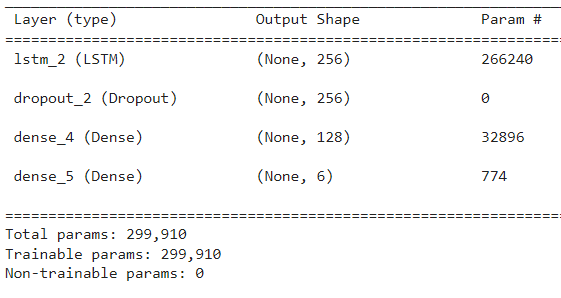 Layer (type) Output Shape Param #
lstm_2 (LSTM) (None, 256) 266240
dropout_2 (Dropout) (None, 256) 0
dense_4 (Dense) (None, 128) 32896
dense_5 (Dense) (None, 6) 774
Total params: 299,910
Trainable params: 299,910
Non-trainable params: 0